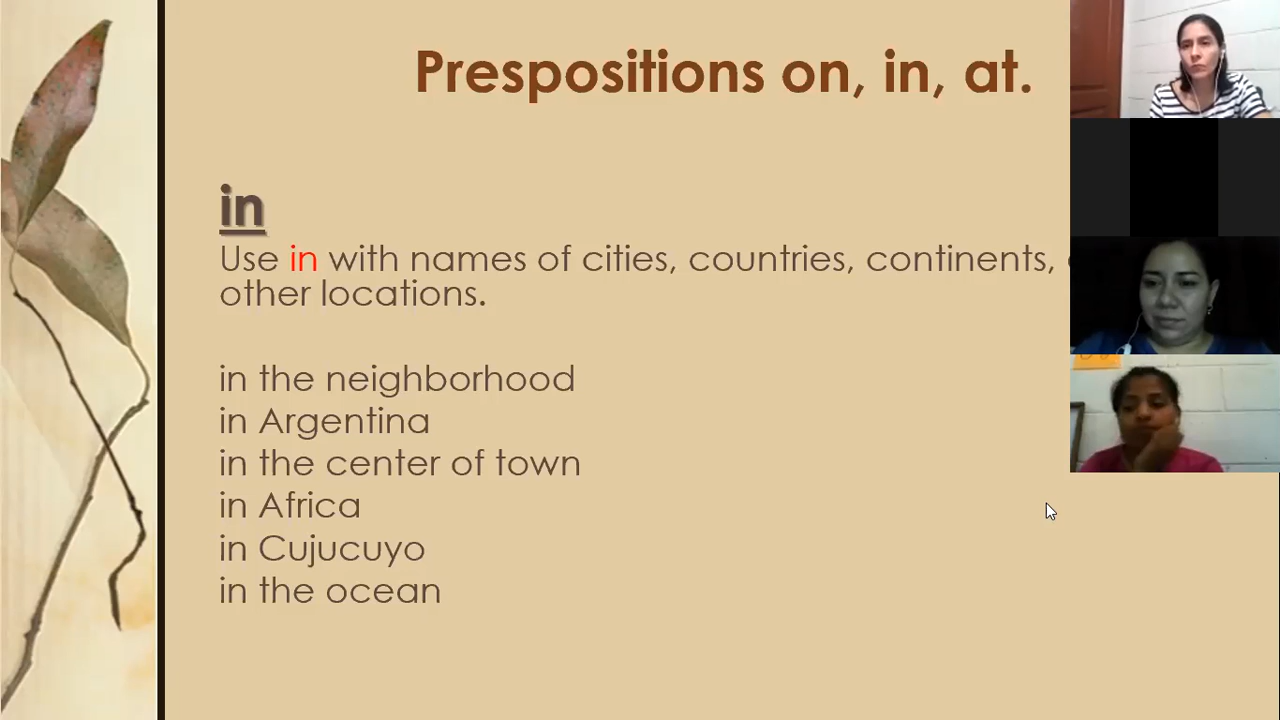 Prespositions on, in, at.
in
Use in with names of cities, countries, continents,
other locations.
in the neighborhood
in Argentina
in the center of town
in Africa
in Cujucuyo
in the ocean